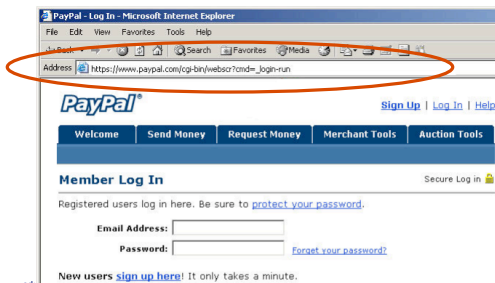 PayPal - Log In - Microsoft Internet Explorer
File Edit View Favorites Tools Help
Back Search Favorites Media
Address https://www.paypal.com/cgi-bin/webscr?cmd=_login-run
PayPal®
Sign Up | Log In | Help
Welcome Send Money Request Money Merchant Tools Auction Tools
Member Log In Secure Log in
Registered users log in here. Be sure to protect your password.
Email Address:
Password: Forget your password?
New users sign up here! It only takes a minute.